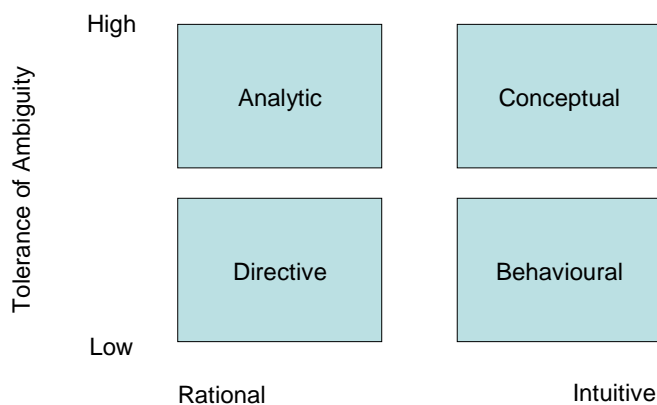 High
Tolerance of Ambiguity
Analytic
Conceptual
Directive
Behavioural
Low
Rational
Intuitive